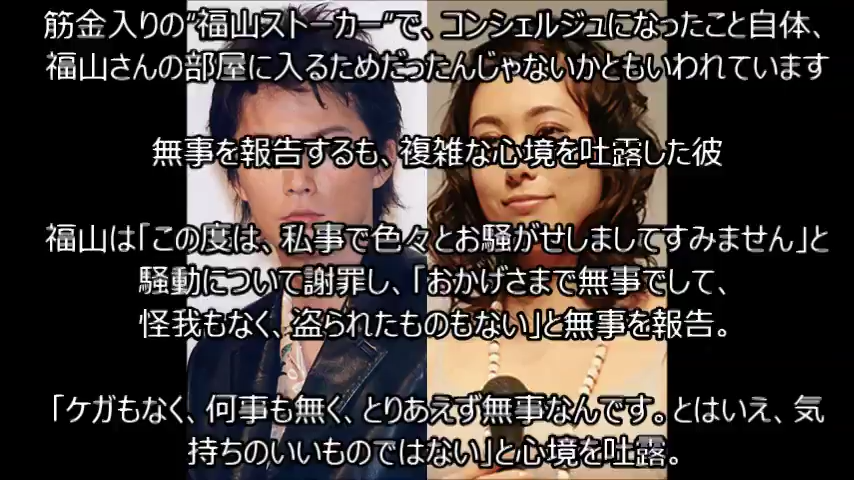 筋金入りの“福山ストーカー”で、コンシェルジュになったこと自体、
福山さんの部屋に入るためだったんじゃないかともいわれています
無事を報告するも、複雑な心境を吐露した彼
福山は「この度は、私事で色々とお騒がせしましてすみません」と
騒動について謝罪し、「おかげさまで無事でして、
怪我もなく、盗られたものもない」と無事を報告。
「ケガもなく、何事も無く、とりあえず無事なんです。とはいえ、気
持ちのいいものではない」と心境を吐露。